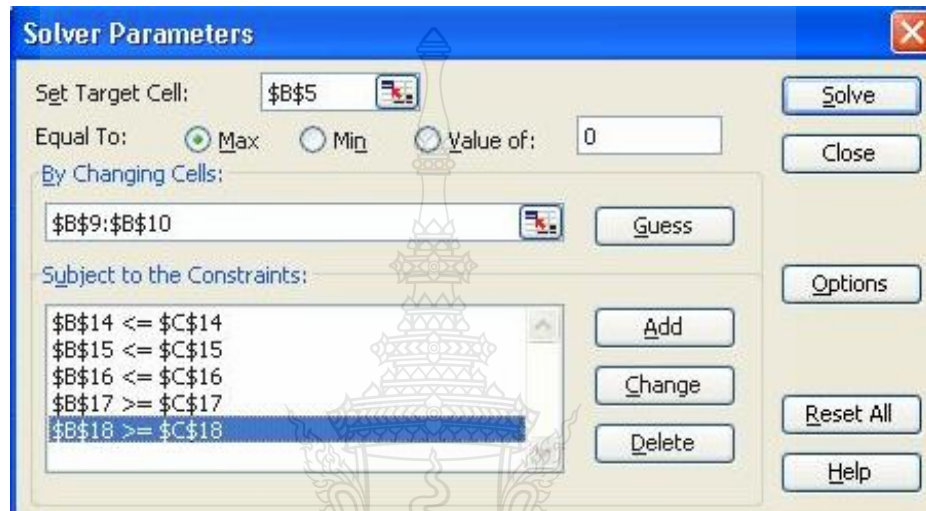 Solver Parameters
Set Target Cell: $B$5 Solve
Equal To: Max Min Value of: 0 Close
By Changing Cells:
$B$9:$B$10 Guess
Subject to the Constraints: Options
$B$14 <= $C$14 Add
$B$15 <= $C$15
$B$16 <= $C$16 Change
$B$17 >= $C$17 Reset All
$B$18 >= $C$18 Delete
Help